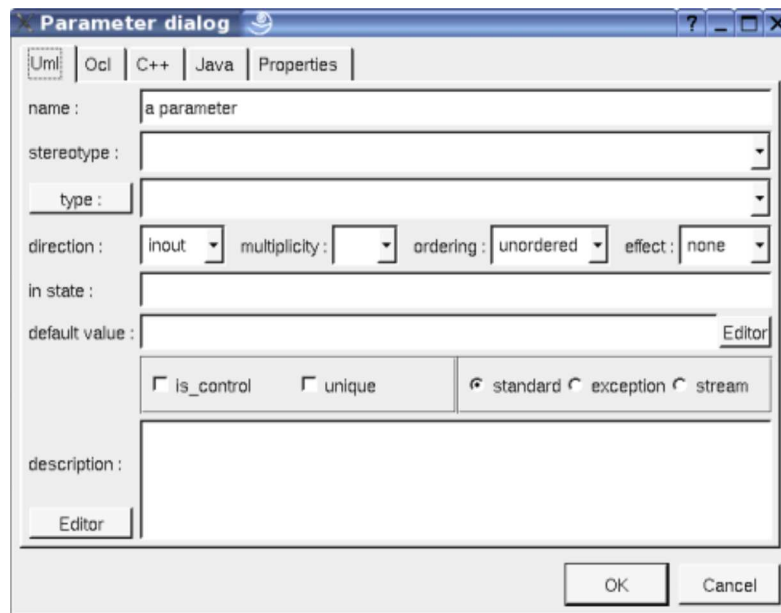 Parameter dialog ?
Uml Ocl C++ Java Properties
name : a parameter
stereotype :
type :
direction : inout multiplicity : ordering : unordered effect : none
in state :
default value : Editor
is_control unique standard exception stream
description :
Editor
OK Cancel